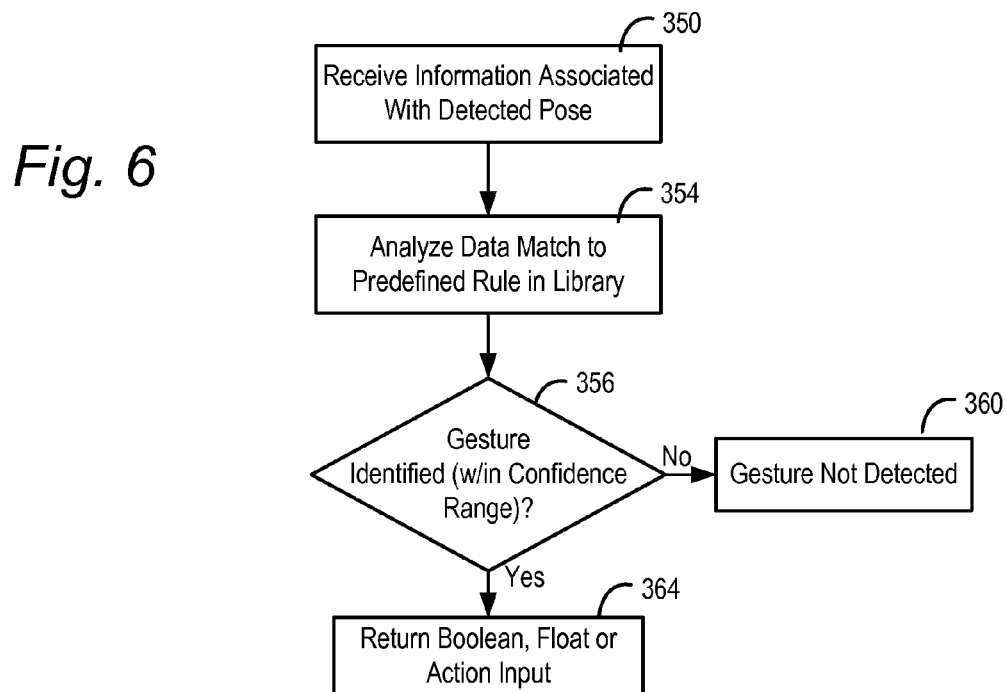 Fig. 6
350
Receive Information Associated
With Detected Pose
354
Analyze Data Match to
Predefined Rule in Library
356
Gesture
Identified (w/in Confidence
Range)?
No
360
Gesture Not Detected
Yes
364
Return Boolean, Float or
Action Input